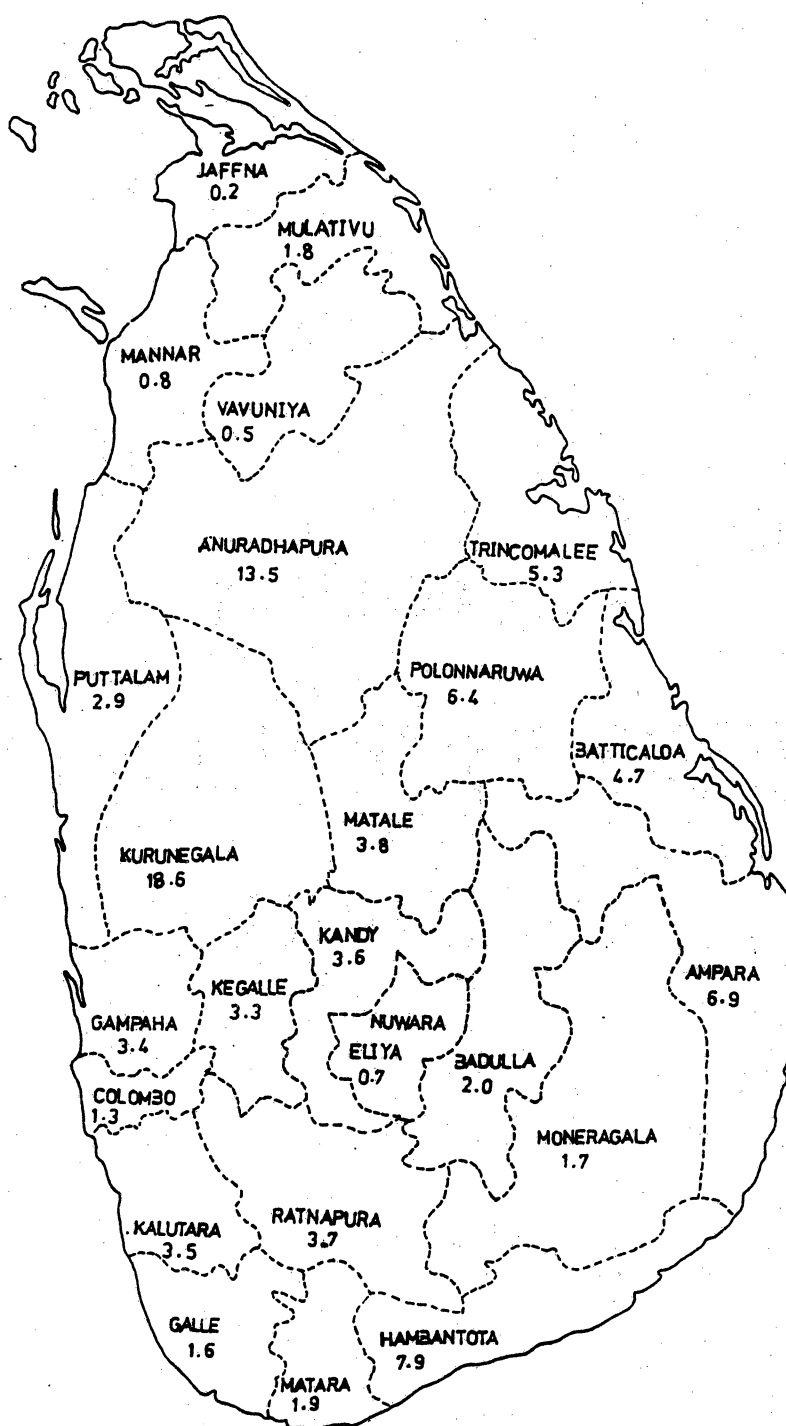 JAFFNA
0.2
MULATIVU
1.8
MANNAR
0.8
VAVUNIYA
0.5
ANURADHAPURA
13.5
TRINCOMALEE
5.3
PUTTALAM
2.9
POLONNARUWA
6.4
BATTICALOA
4.7
MATALE
3.8
KURUNEGALA
18.6
KANDY
3.6
AMPARA
6.9
KEGALLE
3.3
GAMPAHA
3.4
NUWARA
ELIYA
0.7
BADULLA
2.0
COLOMBO
1.3
MONERAGALA
1.7
RATNAPURA
3.7
KALUTARA
3.5
GALLE
1.6
HAMBANTOTA
7.9
MATARA
1.9